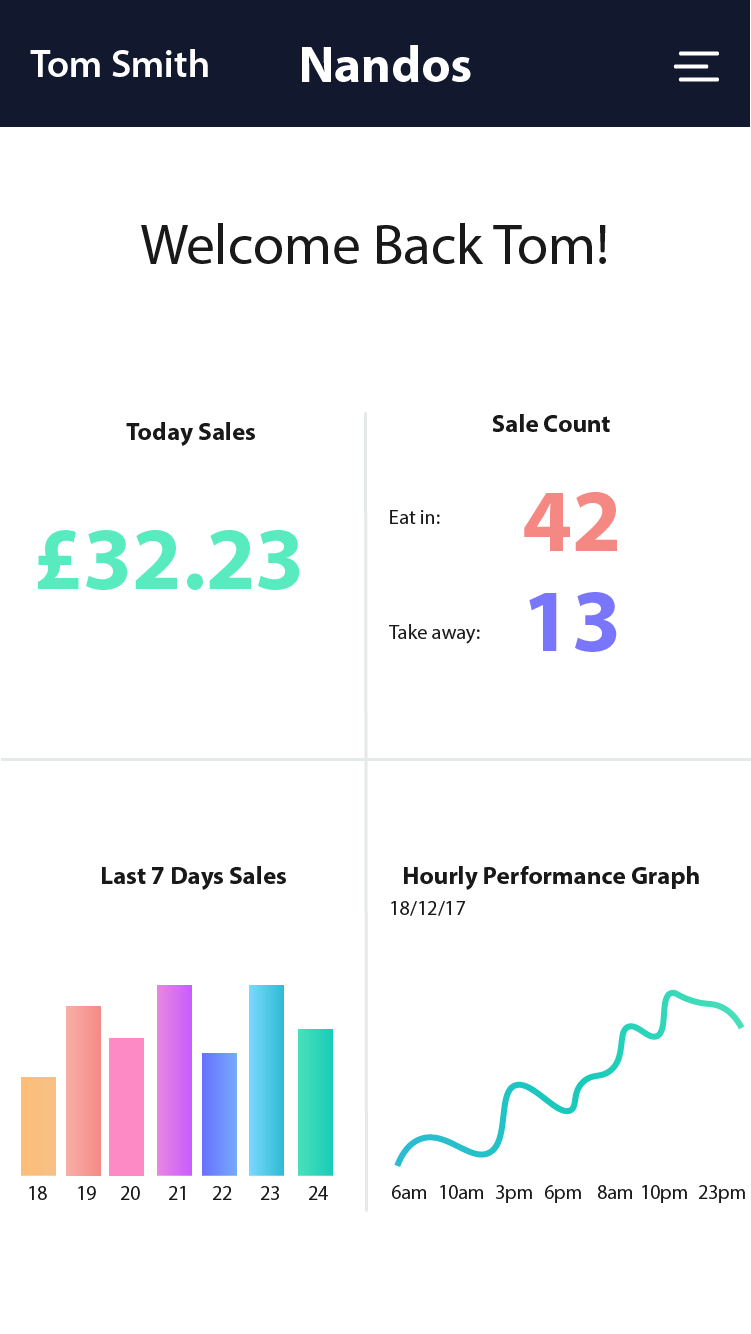 Tom Smith
Nandos
Welcome Back Tom!
Today Sales
£32.23
Sale Count
Eat in: 42
Take away: 13
Last 7 Days Sales
18 19 20 21 22 23 24
Hourly Performance Graph
18/12/17
6am 10am 3pm 6pm 8am 10pm 23pm